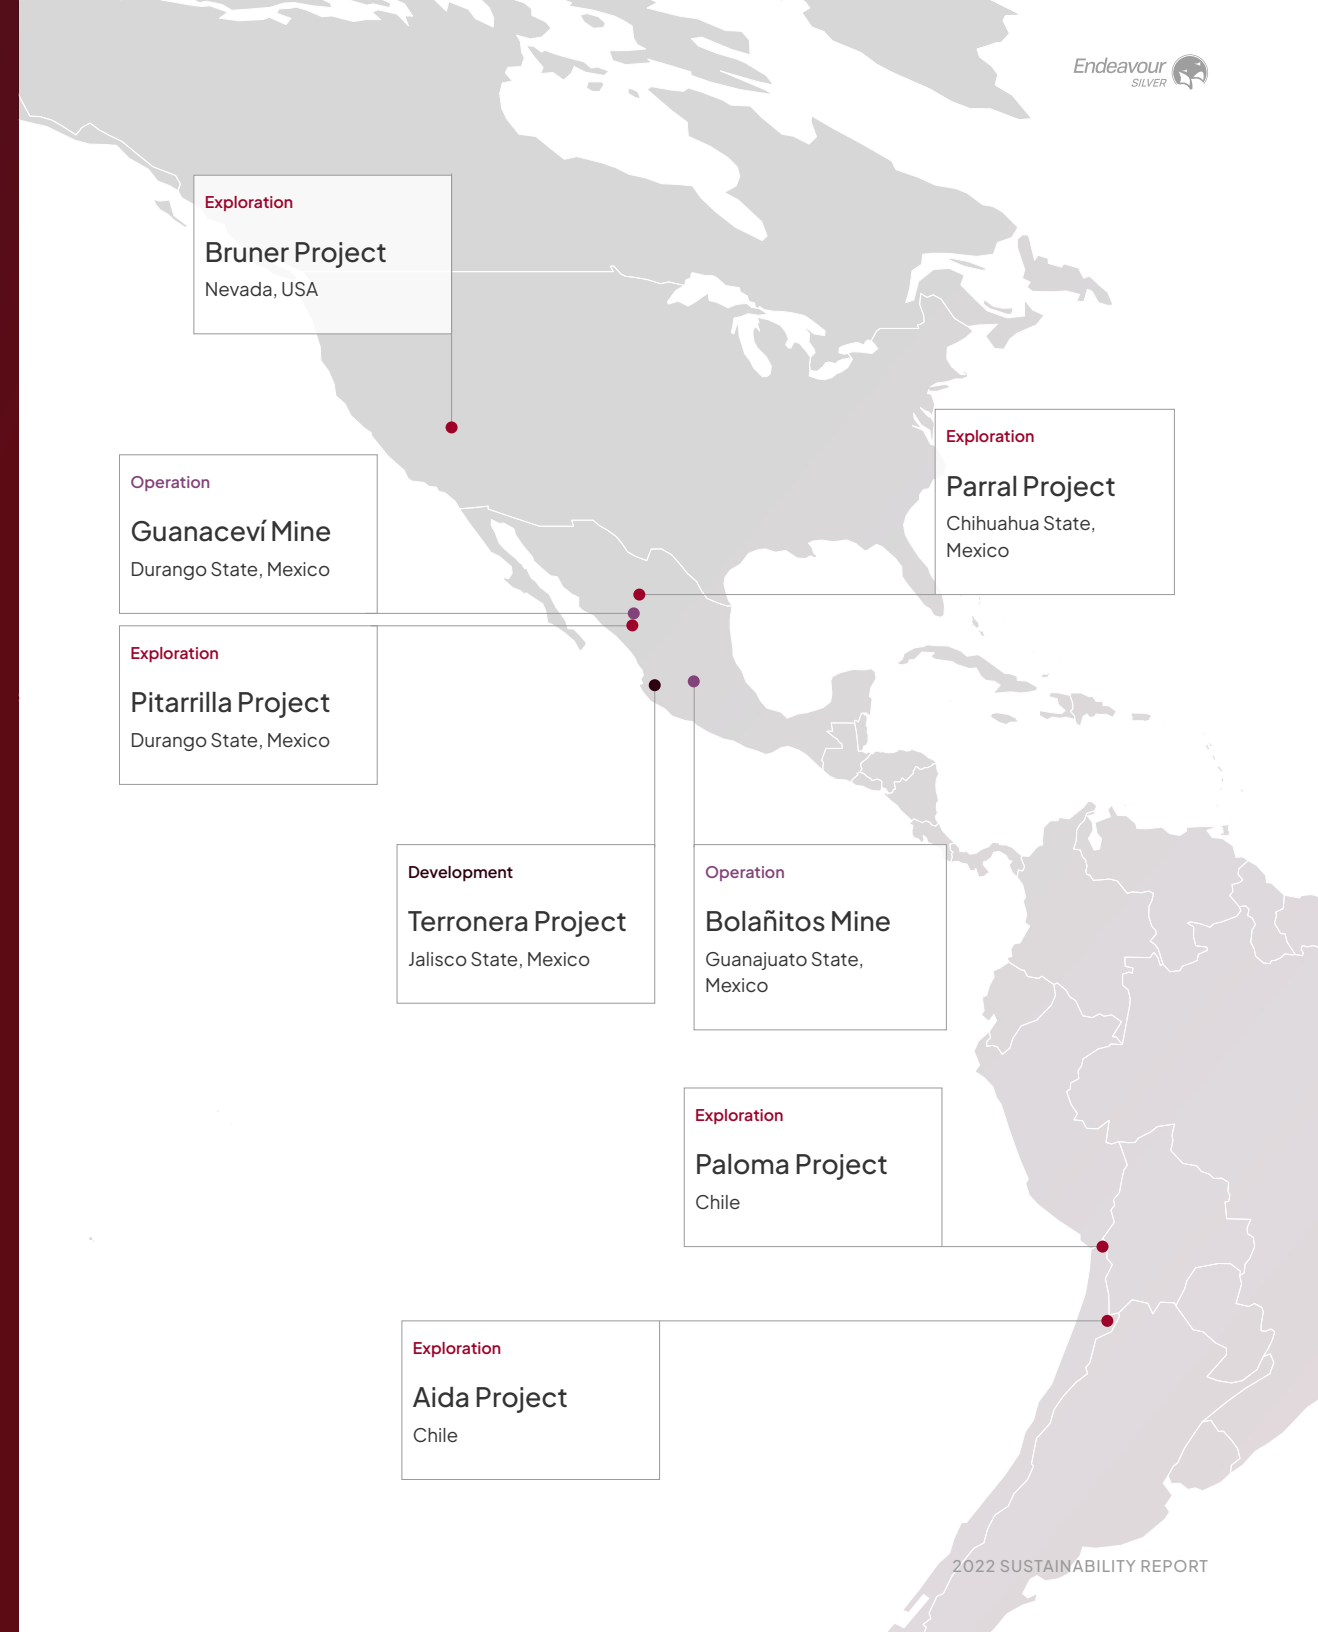 Endeavour
SILVER
Exploration
Bruner Project
Nevada, USA
Exploration
Parral Project
Chihuahua State,
Mexico
Operation
Guanaceví Mine
Durango State, Mexico
Exploration
Pitarrilla Project
Durango State, Mexico
Development
Terronera Project
Jalisco State, Mexico
Operation
Bolañitos Mine
Guanajuato State,
Mexico
Exploration
Paloma Project
Chile
Exploration
Aida Project
Chile
2022 SUSTAINABILITY REPORT